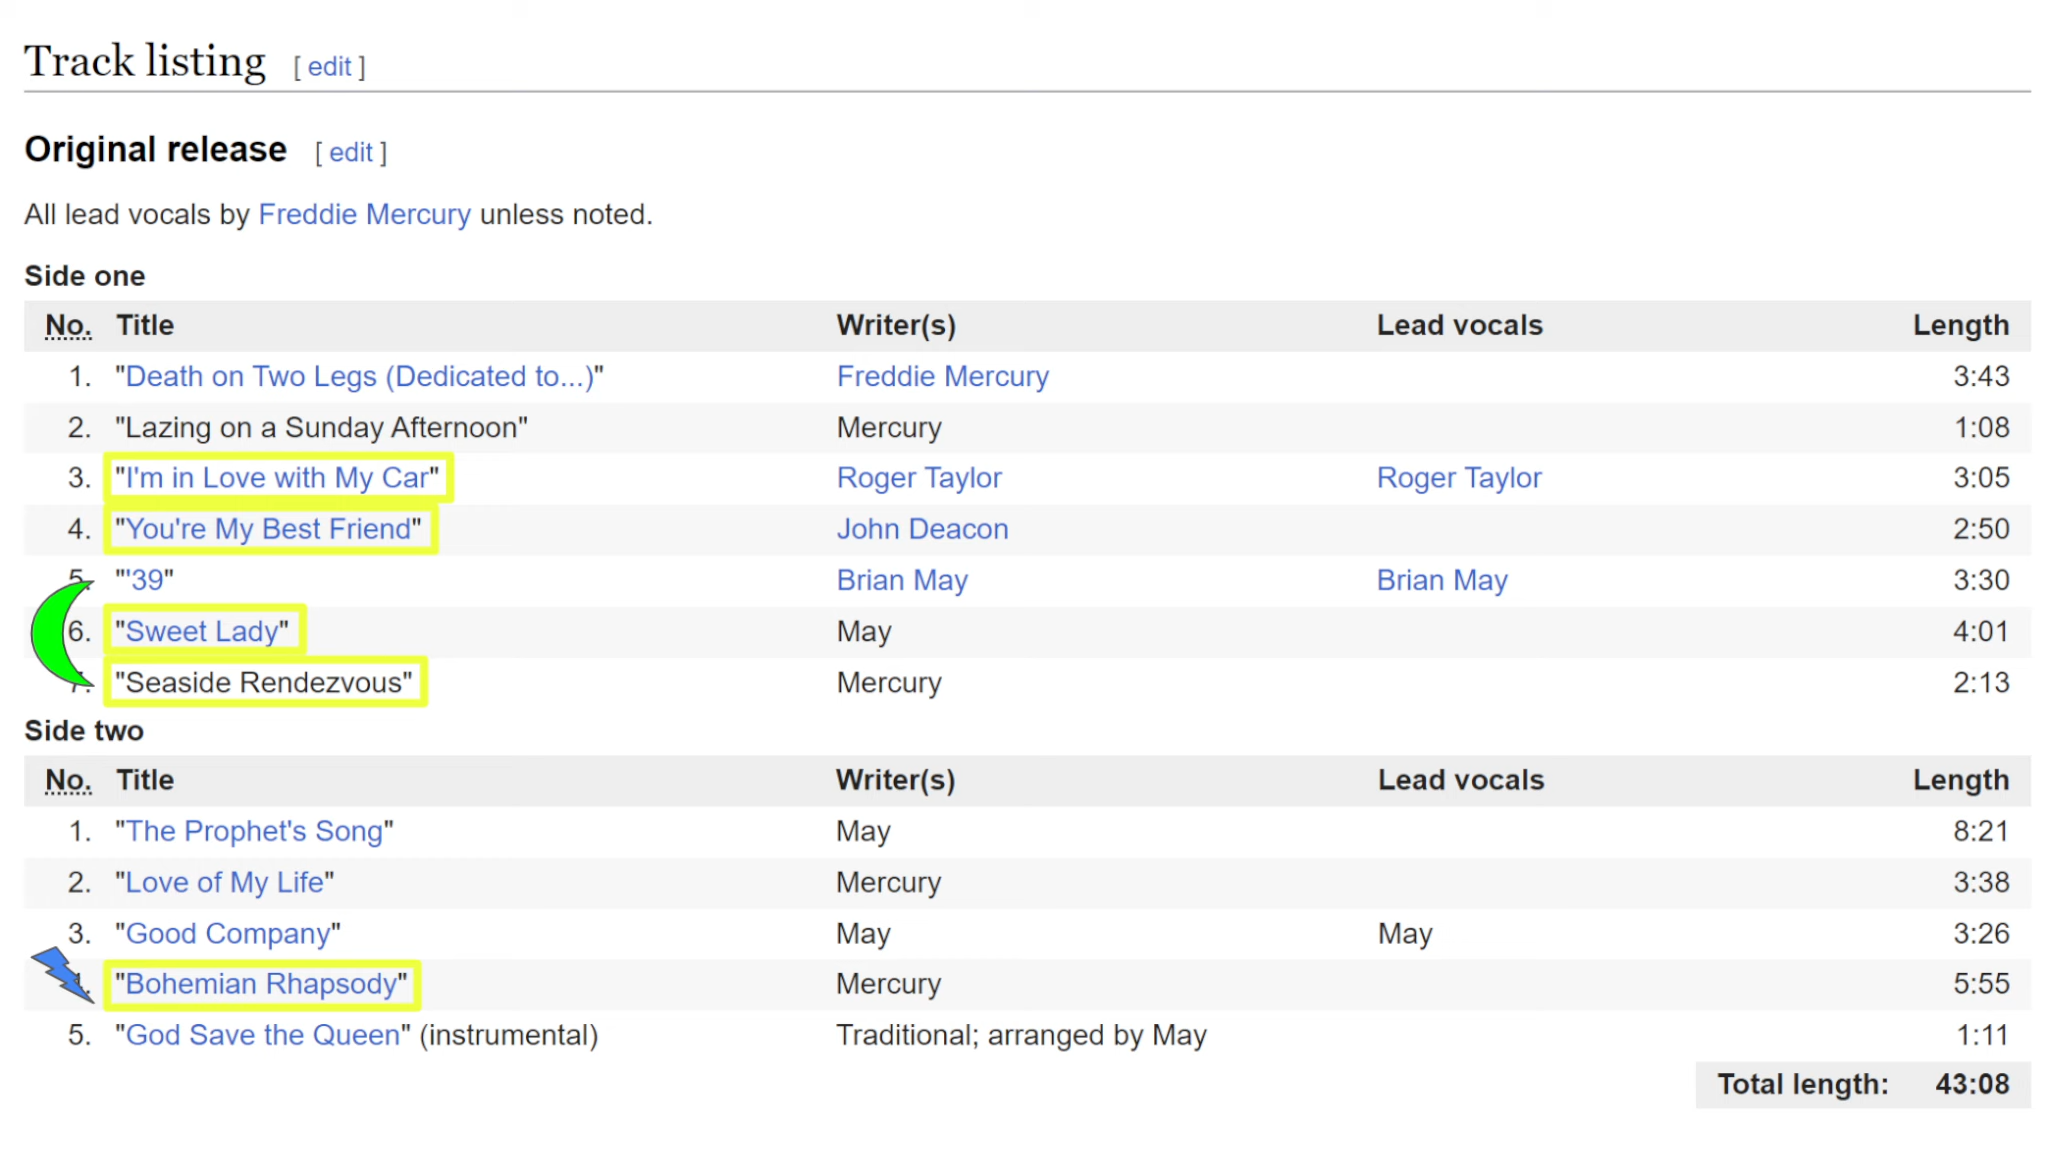 Track listing [ edit ]
Original release [ edit ]
All lead vocals by Freddie Mercury unless noted.
Side one
No. Title Writer(s) Lead vocals Length
1. "Death on Two Legs (Dedicated to...)" Freddie Mercury 3:43
2. "Lazing on a Sunday Afternoon" Mercury 1:08
3. "I'm in Love with My Car" Roger Taylor Roger Taylor 3:05
4. "You're My Best Friend" John Deacon 2:50
5. "'39" Brian May Brian May 3:30
6. "Sweet Lady" May 4:01
7. "Seaside Rendezvous" Mercury 2:13
Side two
No. Title Writer(s) Lead vocals Length
1. "The Prophet's Song" May 8:21
2. "Love of My Life" Mercury 3:38
3. "Good Company" May May 3:26
4. "Bohemian Rhapsody" Mercury 5:55
5. "God Save the Queen" (instrumental) Traditional; arranged by May 1:11
Total length: 43:08